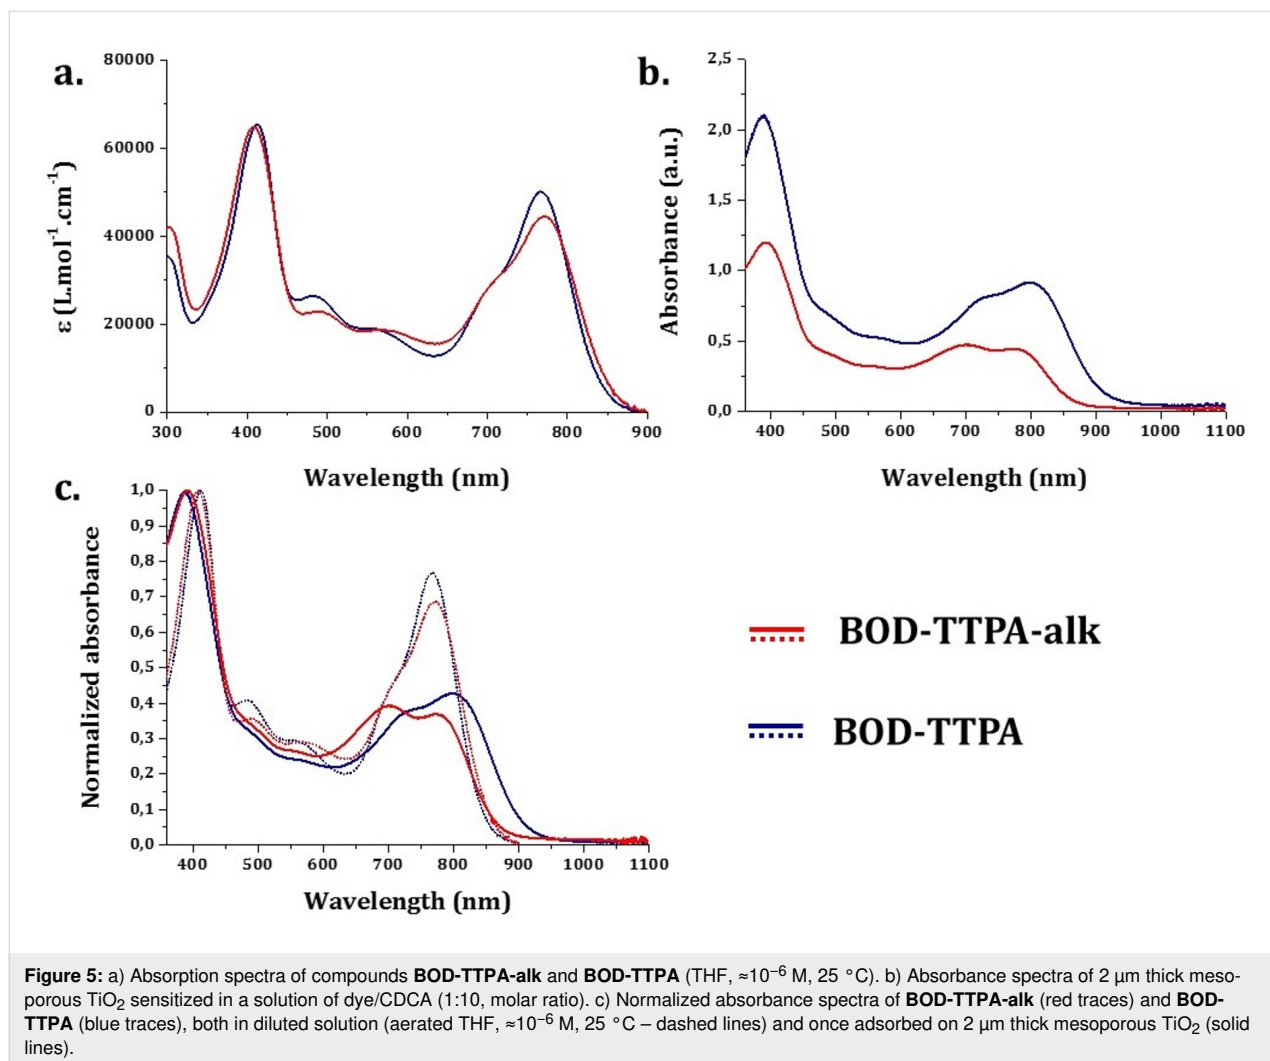 a.
80000
60000
40000
20000
0
ε (L.mol⁻¹.cm⁻¹)
300 400 500 600 700 800 900
Wavelength (nm)
b.
2,5
2,0
1,5
1,0
0,5
0,0
Absorbance (a.u.)
400 500 600 700 800 900 1000 1100
Wavelength (nm)
c.
1,0
0,9
0,8
0,7
0,6
0,5
0,4
0,3
0,2
0,1
0,0
Normalized absorbance
400 500 600 700 800 900 1000 1100
Wavelength (nm)
BOD-TTPA-alk
BOD-TTPA
Figure 5: a) Absorption spectra of compounds BOD-TTPA-alk and BOD-TTPA (THF, ≈10⁻⁶ M, 25 °C). b) Absorbance spectra of 2 µm thick meso-
porous TiO₂ sensitized in a solution of dye/CDCA (1:10, molar ratio). c) Normalized absorbance spectra of BOD-TTPA-alk (red traces) and BOD-
TTPA (blue traces), both in diluted solution (aerated THF, ≈10⁻⁶ M, 25 °C – dashed lines) and once adsorbed on 2 µm thick mesoporous TiO₂ (solid
lines).